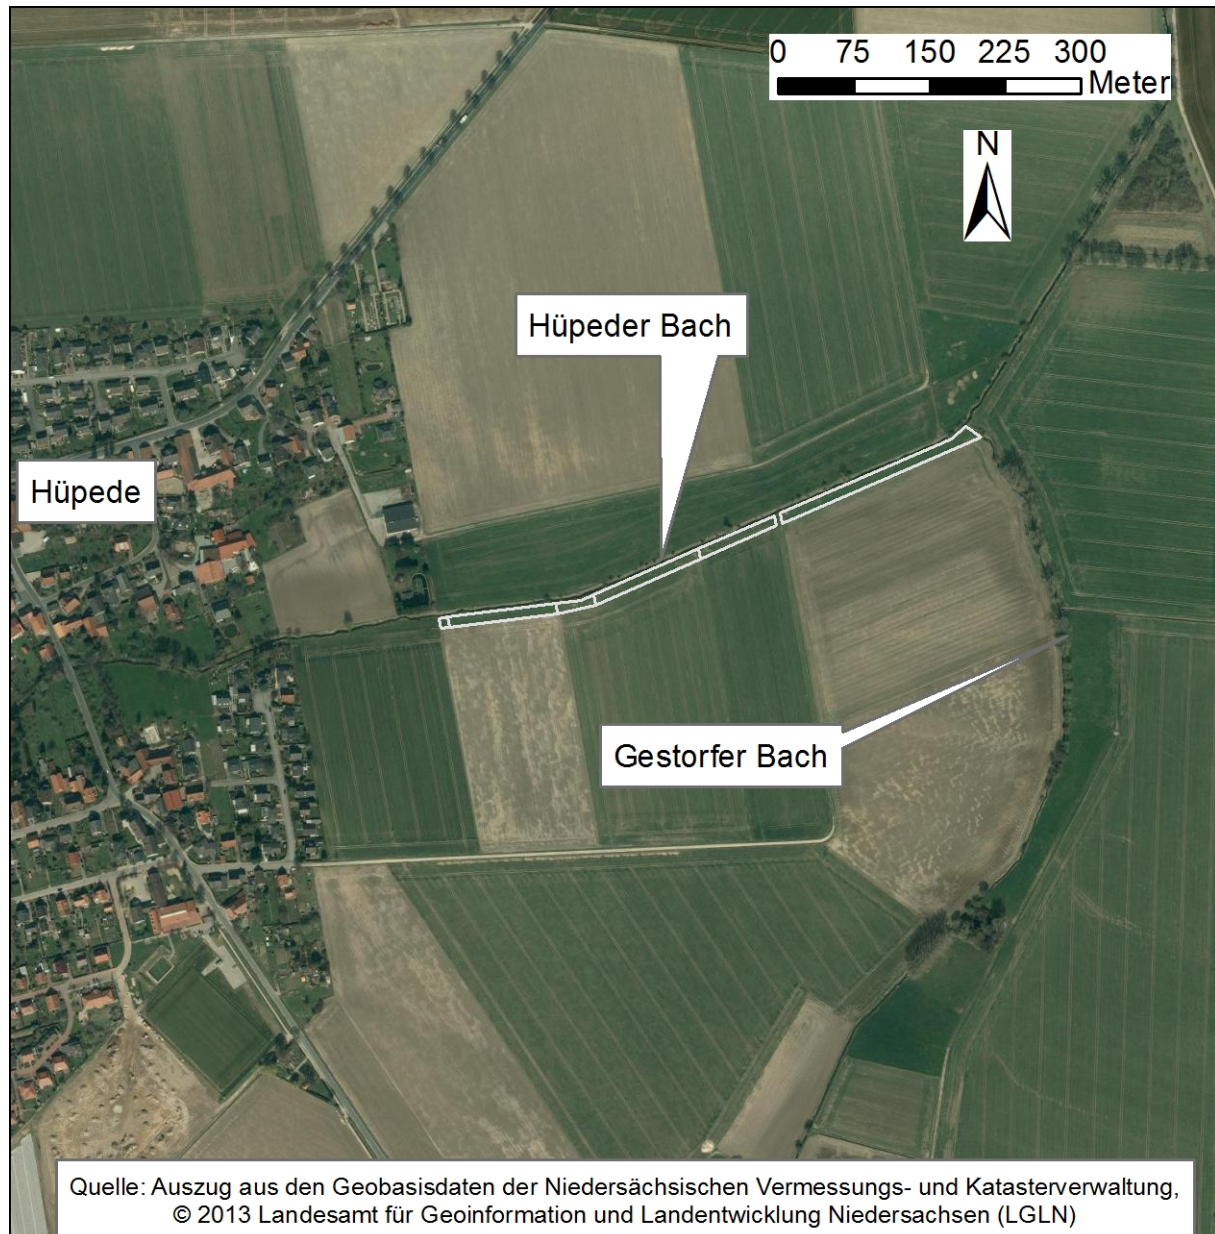 0 75 150 225 300
Meter
N
Hüpeder Bach
Hüpede
Gestorfer Bach
Quelle: Auszug aus den Geobasisdaten der Niedersächsischen Vermessungs- und Katasterverwaltung,
© 2013 Landesamt für Geoinformation und Landentwicklung Niedersachsen (LGLN)